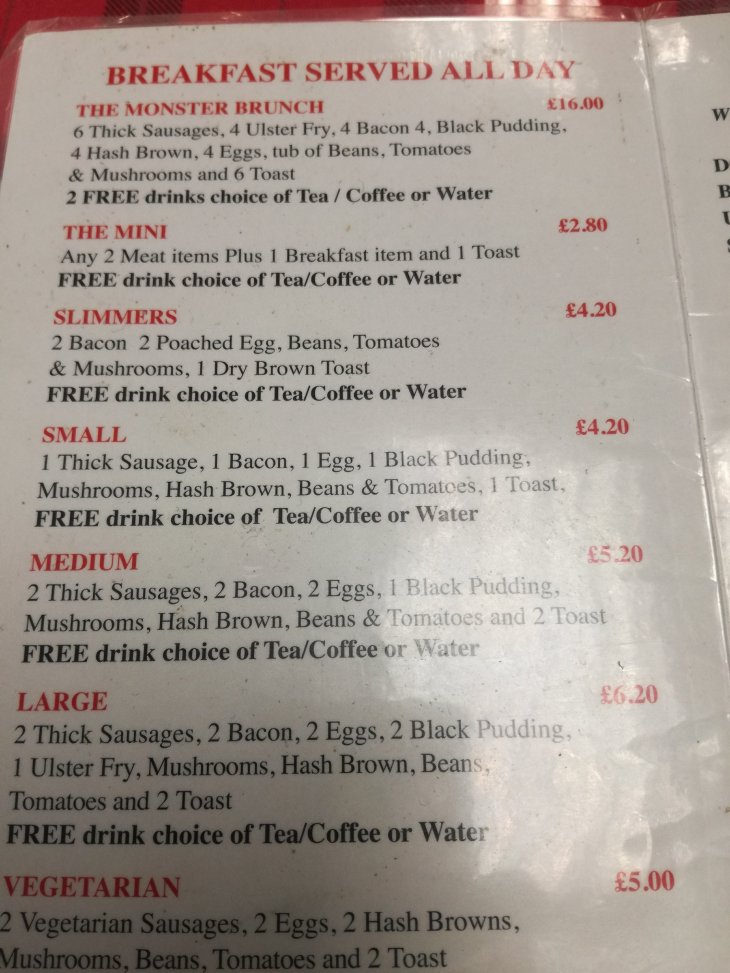 BREAKFAST SERVED ALL DAY
THE MONSTER BRUNCH £16.00
6 Thick Sausages, 4 Ulster Fry, 4 Bacon 4, Black Pudding,
4 Hash Brown, 4 Eggs, tub of Beans, Tomatoes
& Mushrooms and 6 Toast
2 FREE drinks choice of Tea / Coffee or Water
THE MINI £2.80
Any 2 Meat items Plus 1 Breakfast item and 1 Toast
FREE drink choice of Tea/Coffee or Water
SLIMMERS £4.20
2 Bacon 2 Poached Egg, Beans, Tomatoes
& Mushrooms, 1 Dry Brown Toast
FREE drink choice of Tea/Coffee or Water
SMALL £4.20
1 Thick Sausage, 1 Bacon, 1 Egg, 1 Black Pudding,
Mushrooms, Hash Brown, Beans & Tomatoes, 1 Toast,
FREE drink choice of Tea/Coffee or Water
MEDIUM £5.20
2 Thick Sausages, 2 Bacon, 2 Eggs, 1 Black Pudding,
Mushrooms, Hash Brown, Beans & Tomatoes and 2 Toast
FREE drink choice of Tea/Coffee or Water
LARGE £6.20
2 Thick Sausages, 2 Bacon, 2 Eggs, 2 Black Pudding,
1 Ulster Fry, Mushrooms, Hash Brown, Beans,
Tomatoes and 2 Toast
FREE drink choice of Tea/Coffee or Water
VEGETARIAN £5.00
2 Vegetarian Sausages, 2 Eggs, 2 Hash Browns,
Mushrooms, Beans, Tomatoes and 2 Toast